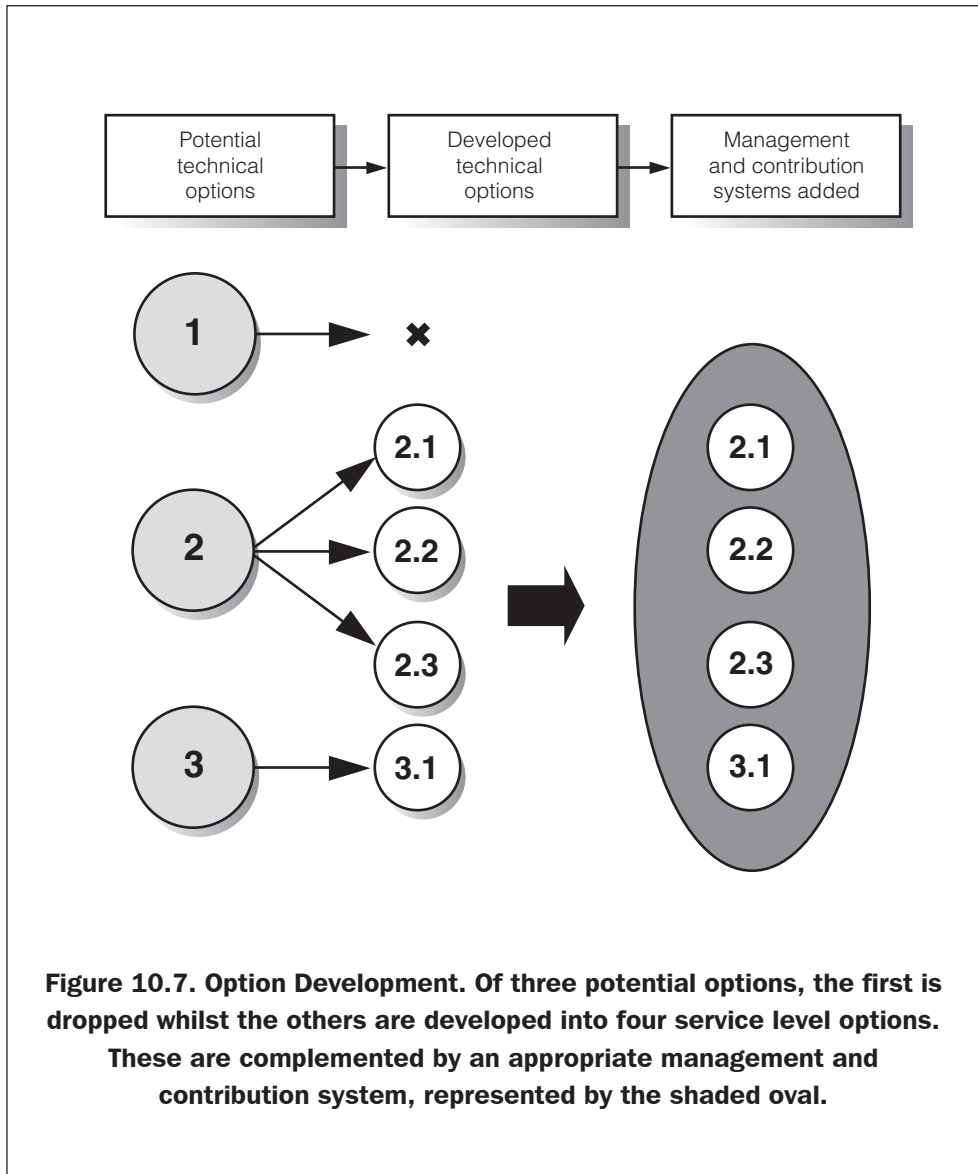 Potential
technical
options
Developed
technical
options
Management
and contribution
systems added
1
2
3
2.1
2.2
2.3
3.1
2.1
2.2
2.3
3.1
Figure 10.7. Option Development. Of three potential options, the first is
dropped whilst the others are developed into four service level options.
These are complemented by an appropriate management and
contribution system, represented by the shaded oval.